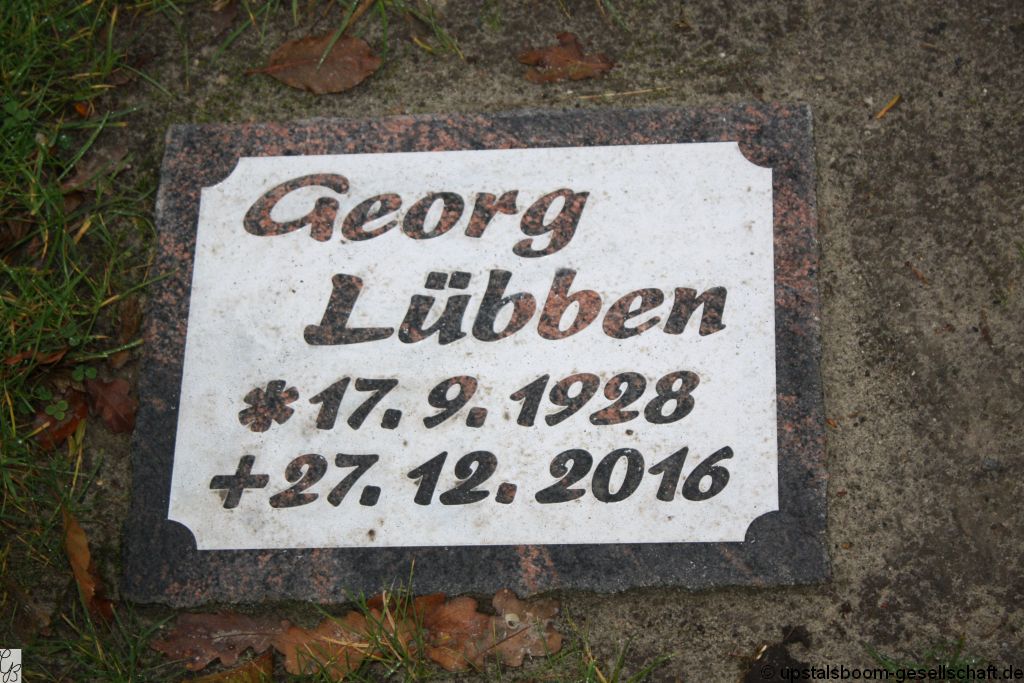 Georg
Lübben
* 17. 9. 1928
+ 27. 12. 2016
© upstalsboom-gesellschaft.de